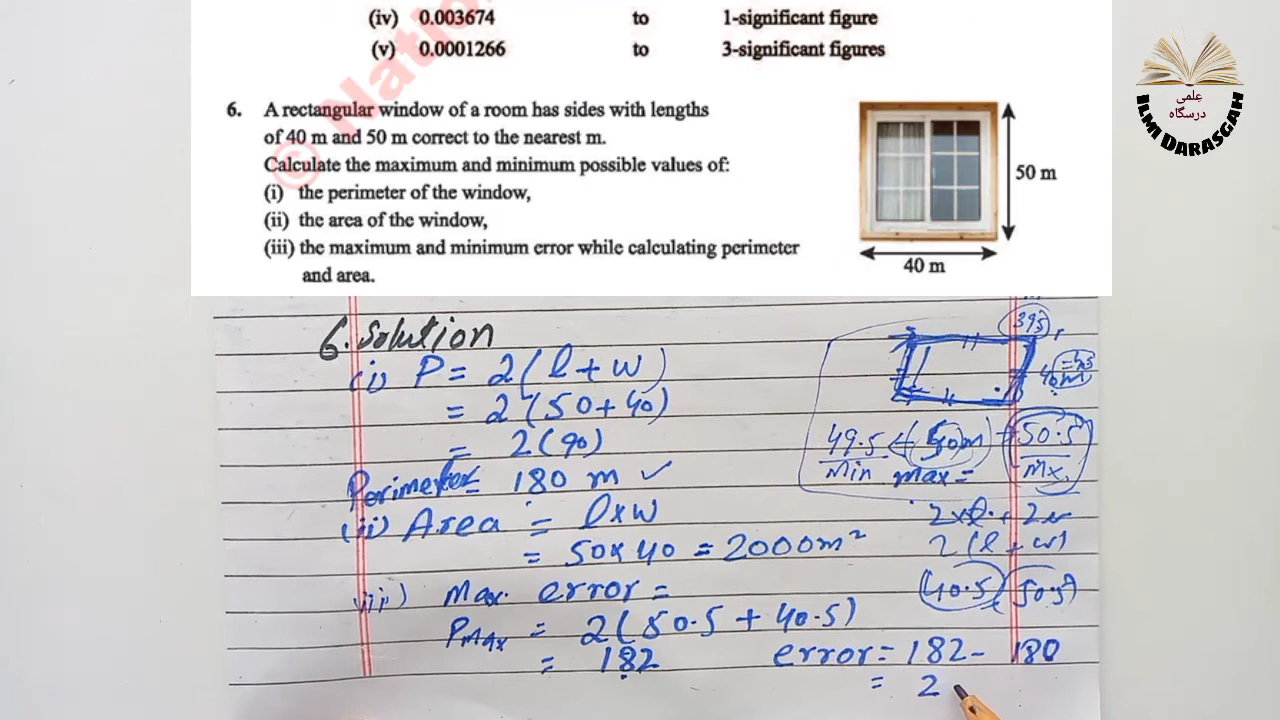 (iv) 0.003674 to 1-significant figure
(v) 0.0001266 to 3-significant figures
6. A rectangular window of a room has sides with lengths
of 40 m and 50 m correct to the nearest m.
Calculate the maximum and minimum possible values of:
(i) the perimeter of the window,
(ii) the area of the window,
(iii) the maximum and minimum error while calculating perimeter
and area.
50 m
40 m
© Natio
علمی
درسگاه
ILMI DARASGAH
6. Solution
(i) P = 2(l+w)
= 2(50+40)
= 2(90)
Perimeter = 180 m ✓
(ii) Area = l×w
= 50×40 = 2000m²
iii) Max. error =
PMax = 2(50.5 + 40.5)
= 182 error = 182 - 180
= 2
39.5
49.5 50m 50.5
Min max = Mx.
2(l+w)
40.5 50.5